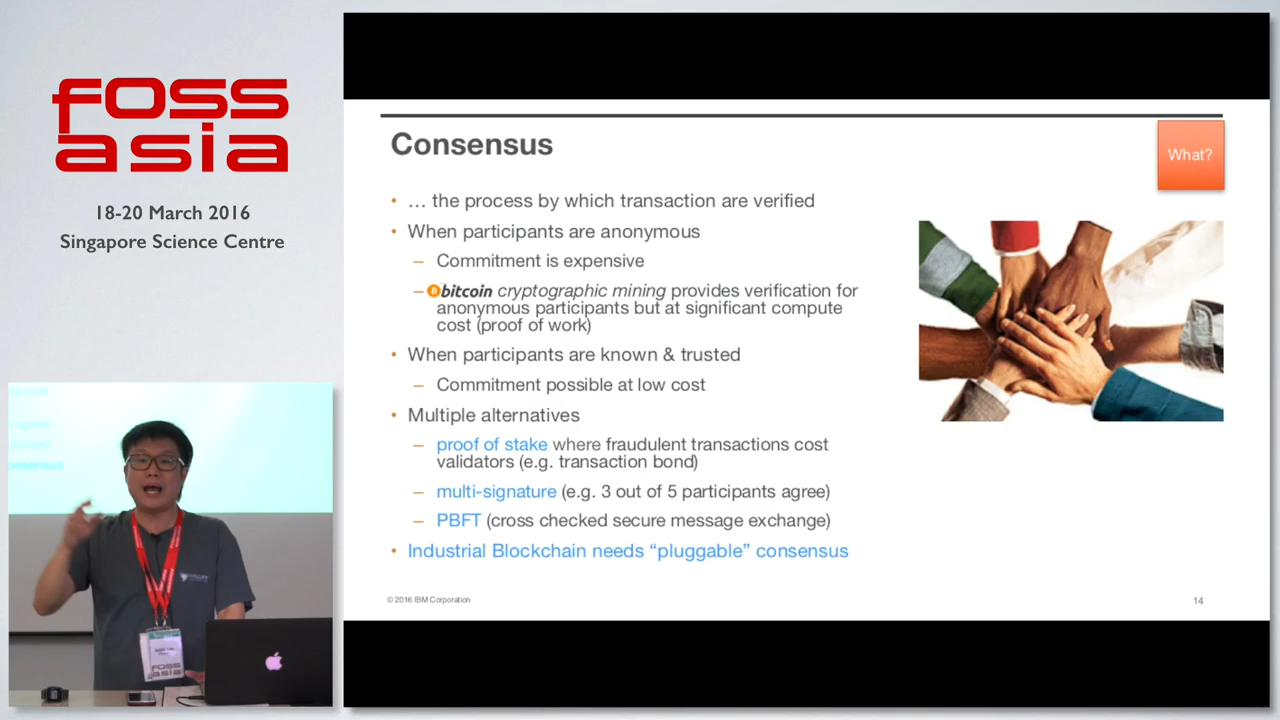 foss
asia
18-20 March 2016
Singapore Science Centre
Consensus
What?
• … the process by which transaction are verified
• When participants are anonymous
– Commitment is expensive
– bitcoin cryptographic mining provides verification for
anonymous participants but at significant compute
cost (proof of work)
• When participants are known & trusted
– Commitment possible at low cost
• Multiple alternatives
– proof of stake where fraudulent transactions cost
validators (e.g. transaction bond)
– multi-signature (e.g. 3 out of 5 participants agree)
– PBFT (cross checked secure message exchange)
• Industrial Blockchain needs “pluggable” consensus
© 2016 IBM Corporation
14
FOSS
ASIA